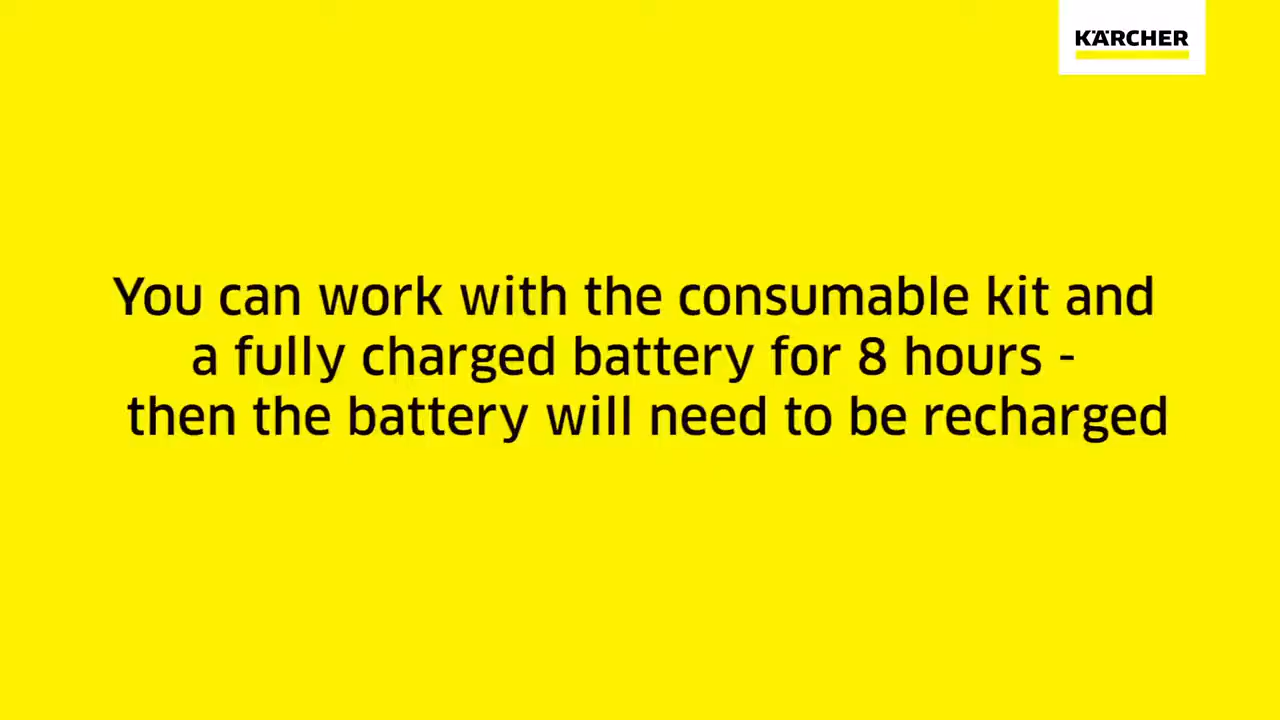 KÄRCHER
You can work with the consumable kit and
a fully charged battery for 8 hours -
then the battery will need to be recharged